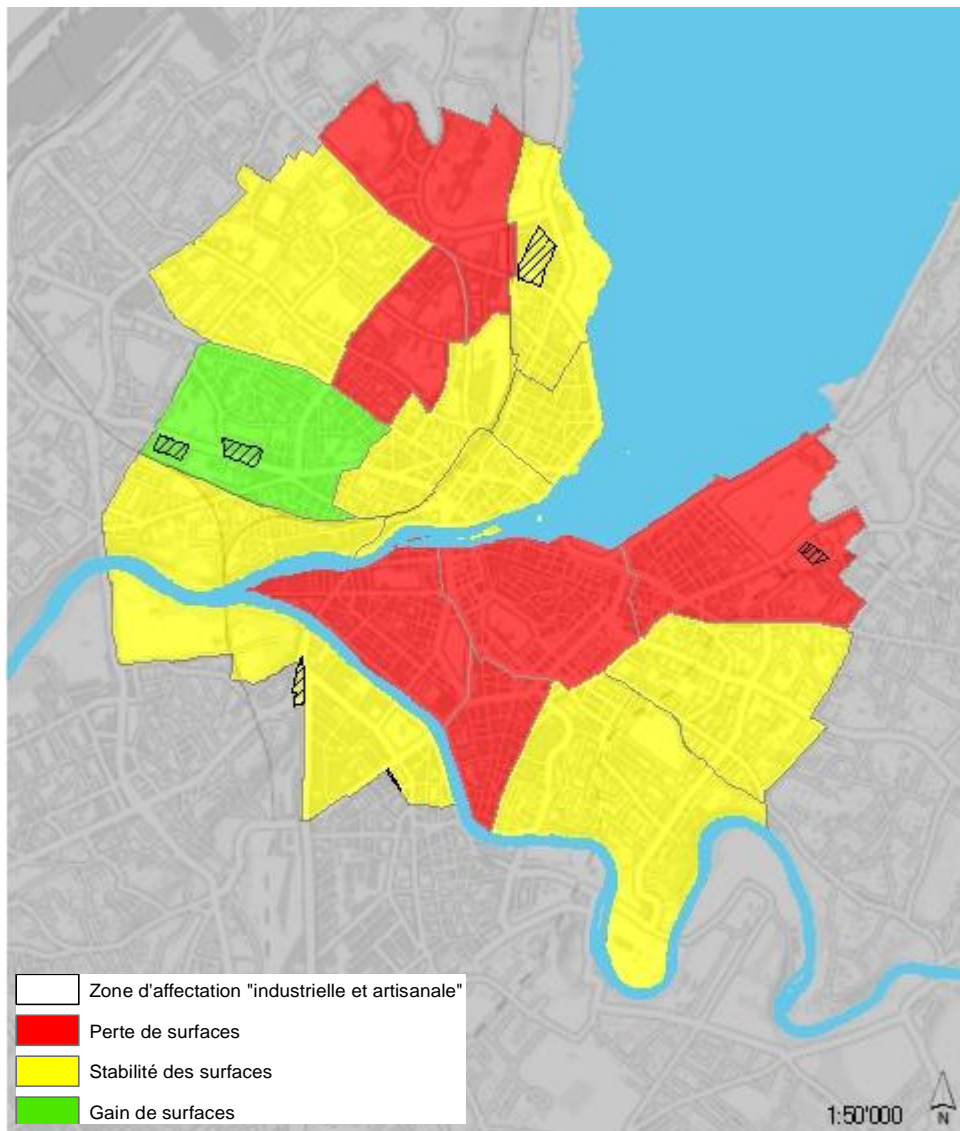 Zone d'affectation "industrielle et artisanale"
Perte de surfaces
Stabilité des surfaces
Gain de surfaces
1:50'000
N